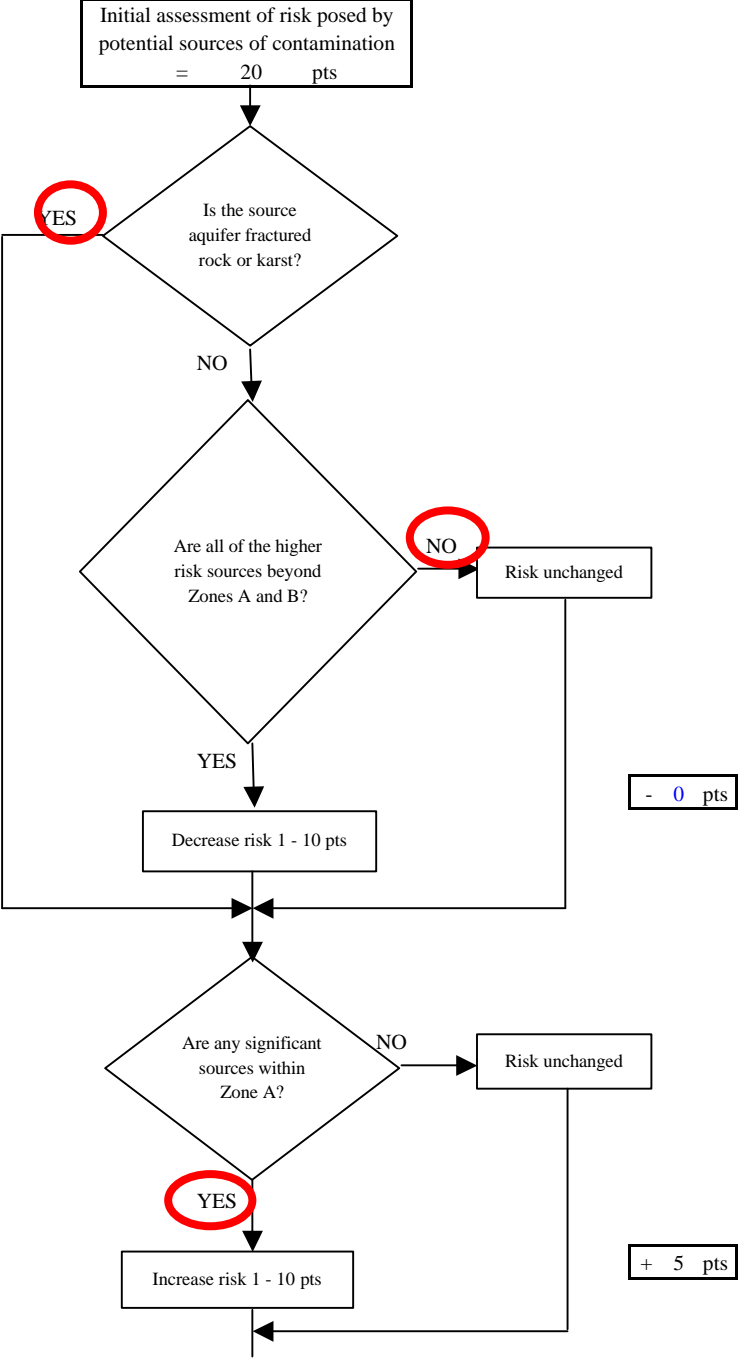 Initial assessment of risk posed by
potential sources of contamination
= 20 pts
YES
Is the source
aquifer fractured
rock or karst?
NO
Are all of the higher
risk sources beyond
Zones A and B?
NO
Risk unchanged
YES
- 0 pts
Decrease risk 1 - 10 pts
Are any significant
sources within
Zone A?
NO
Risk unchanged
YES
Increase risk 1 - 10 pts
+ 5 pts